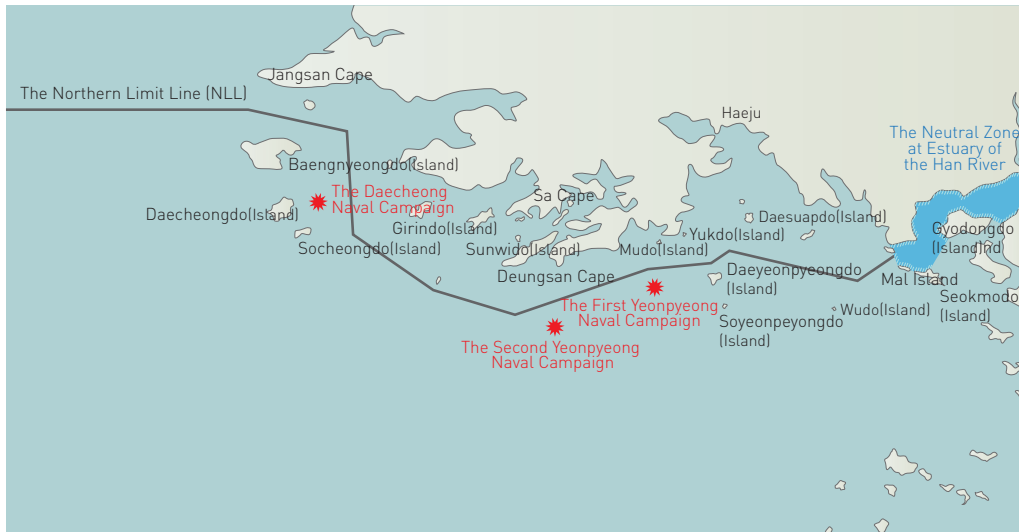 Jangsan Cape
The Northern Limit Line (NLL)
Haeju
The Neutral Zone
at Estuary of
the Han River
Baengnyeongdo(Island)
The Daecheong
Naval Campaign
Sa Cape
Daecheongdo(Island)
Girindo(Island)
Daesuapdo(Island)
Yukdo(Island)
Gyodongdo
(Island)nd
Socheongdo(Island)
Sunwido(Island)
Mudo(Island)
Deungsan Cape
Daeyeonpyeongdo
(Island)
Mal Island
Seokmodo
(Island)
The First Yeonpyeong
Naval Campaign
Wudo(Island)
Soyeonpeyongdo
(Island)
The Second Yeonpyeong
Naval Campaign